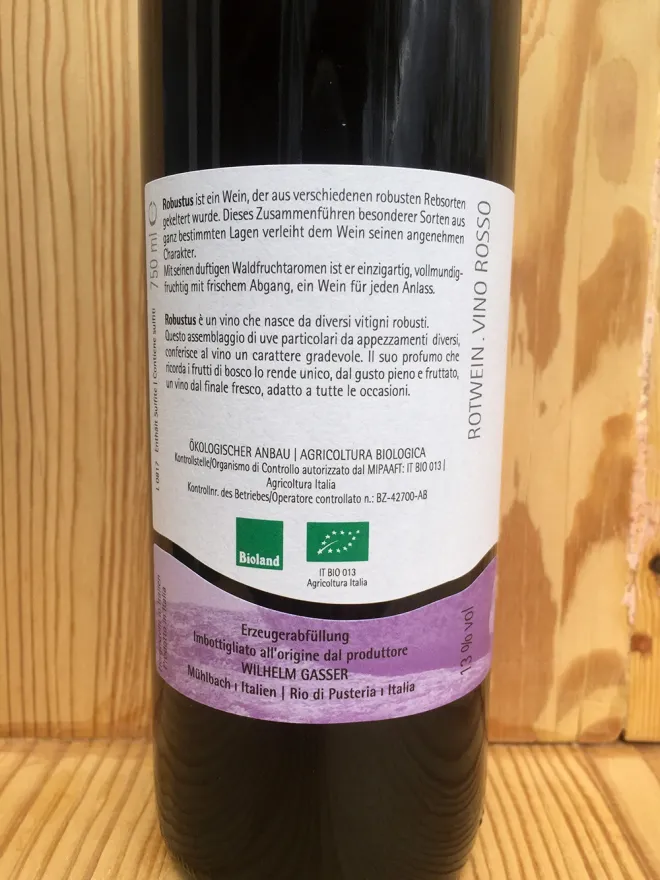 Robustus ist ein Wein, der aus verschiedenen robusten Rebsorten
gekeltert wurde. Dieses Zusammenführen besonderer Sorten aus
ganz bestimmten Lagen verleiht dem Wein seinen angenehmen
Charakter.
Mit seinen duftigen Waldfruchtaromen ist er einzigartig, vollmundig-
fruchtig mit frischem Abgang, ein Wein für jeden Anlass.
Robustus è un vino che nasce da diversi vitigni robusti.
Questo assemblaggio di uve particolari da appezzamenti diversi,
conferisce al vino un carattere gradevole. Il suo profumo che
ricorda i frutti di bosco lo rende unico, dal gusto pieno e fruttato,
un vino dal finale fresco, adatto a tutte le occasioni.
ÖKOLOGISCHER ANBAU | AGRICOLTURA BIOLOGICA
Kontrollstelle/Organismo di Controllo autorizzato dal MIPAAFT: IT BIO 013 |
Agricoltura Italia
Kontrollnr. des Betriebes/Operatore controllato n.: BZ-42700-AB
Bioland
IT BIO 013
Agricoltura Italia
Erzeugerabfüllung
Imbottigliato all'origine dal produttore
WILHELM GASSER
Mühlbach ı Italien | Rio di Pusteria ı Italia
750 ml e
L 0817 Enthält Sulfite | Contiene solfiti
ROTWEIN . VINO ROSSO
13 % vol